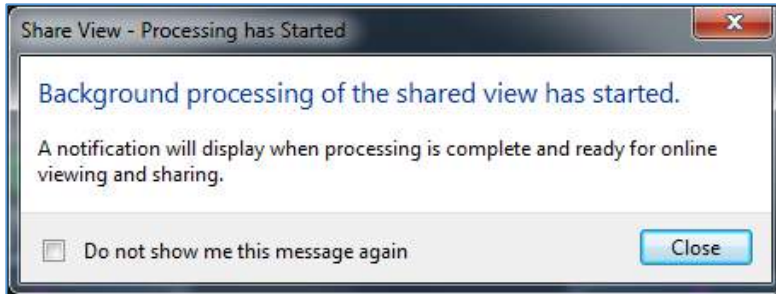 Share View - Processing has Started
Background processing of the shared view has started.
A notification will display when processing is complete and ready for online
viewing and sharing.
Do not show me this message again
Close